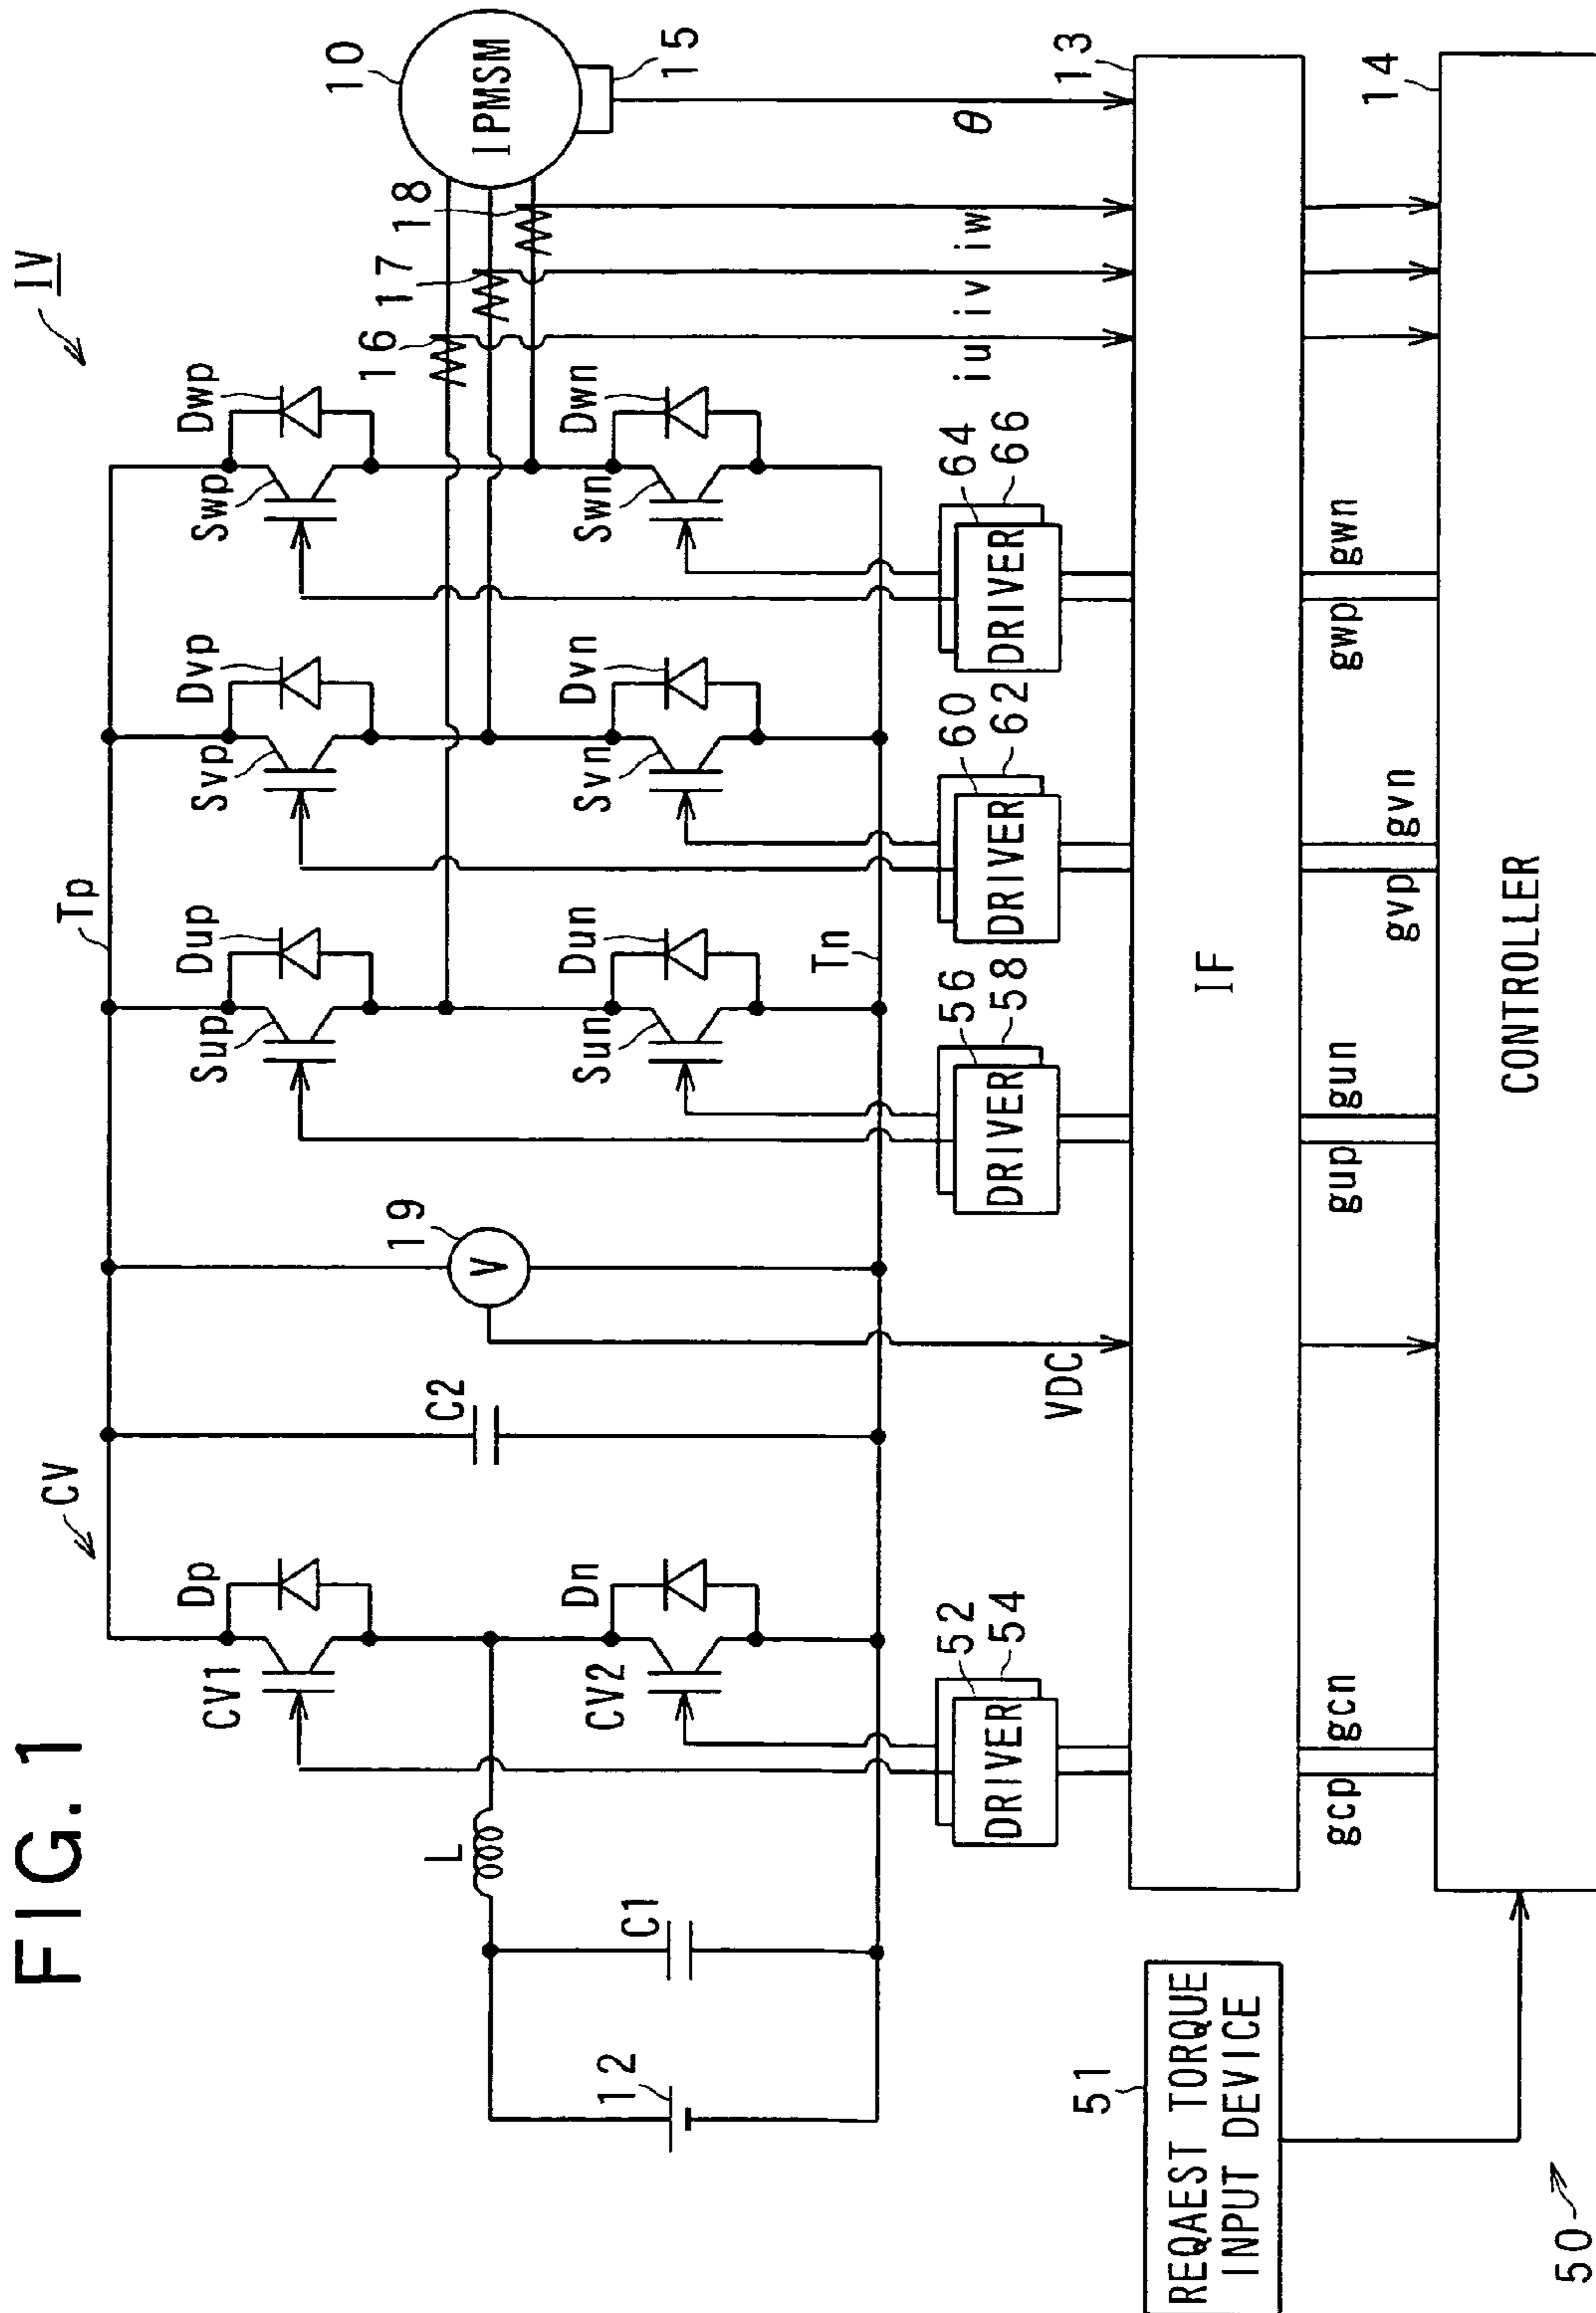 FIG. 1
CV
IV
Tp
CV1
Dp
Sup
Dup
Svp
Dvp
Swp
Dwp
10
IPMSM
15
16
17
18
L
C2
19
V
12
C1
CV2
Dn
Sun
Dun
Svn
Dvn
Swn
Dwn
Tn
52
54
DRIVER
56
58
DRIVER
60
62
DRIVER
64
66
DRIVER
VDC
iu
iv
iw
θ
13
IF
51
REQAEST TORQUE
INPUT DEVICE
gcp
gcn
gup
gun
gvp
gvn
gwp
gwn
14
CONTROLLER
50